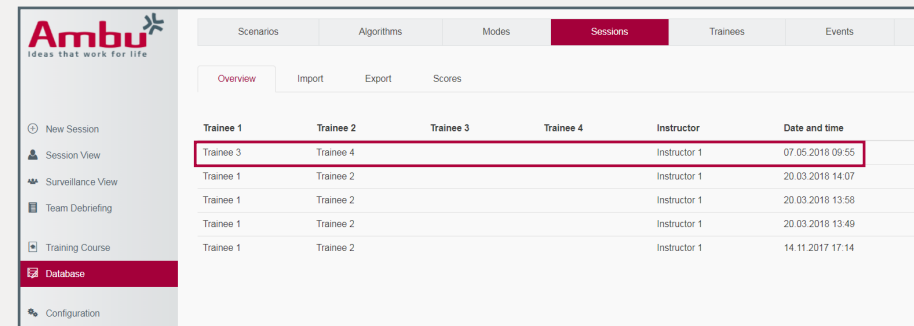 Ambu
Ideas that work for life
New Session
Session View
Surveillance View
Team Debriefing
Training Course
Database
Configuration
Scenarios Algorithms Modes Sessions Trainees Events
Overview Import Export Scores
Trainee 1 Trainee 2 Trainee 3 Trainee 4 Instructor Date and time
Trainee 3 Trainee 4 Instructor 1 07.05.2018 09:55
Trainee 1 Trainee 2 Instructor 1 20.03.2018 14:07
Trainee 1 Trainee 2 Instructor 1 20.03.2018 13:58
Trainee 1 Trainee 2 Instructor 1 20.03.2018 13:49
Trainee 1 Trainee 2 Instructor 1 14.11.2017 17:14